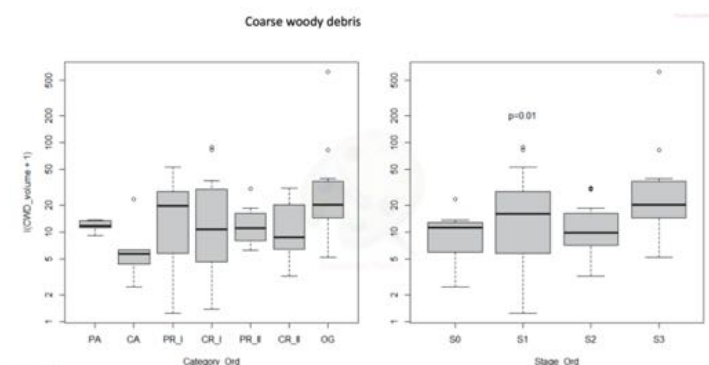 Coarse woody debris
I(CWD_volume + 1)
500
200
100
50
20
10
5
2
1
PA CA PR_I CR_I PR_II CR_II OG
Category_Ord
p=0.01
500
200
100
50
20
10
5
2
1
S0 S1 S2 S3
Stage_Ord